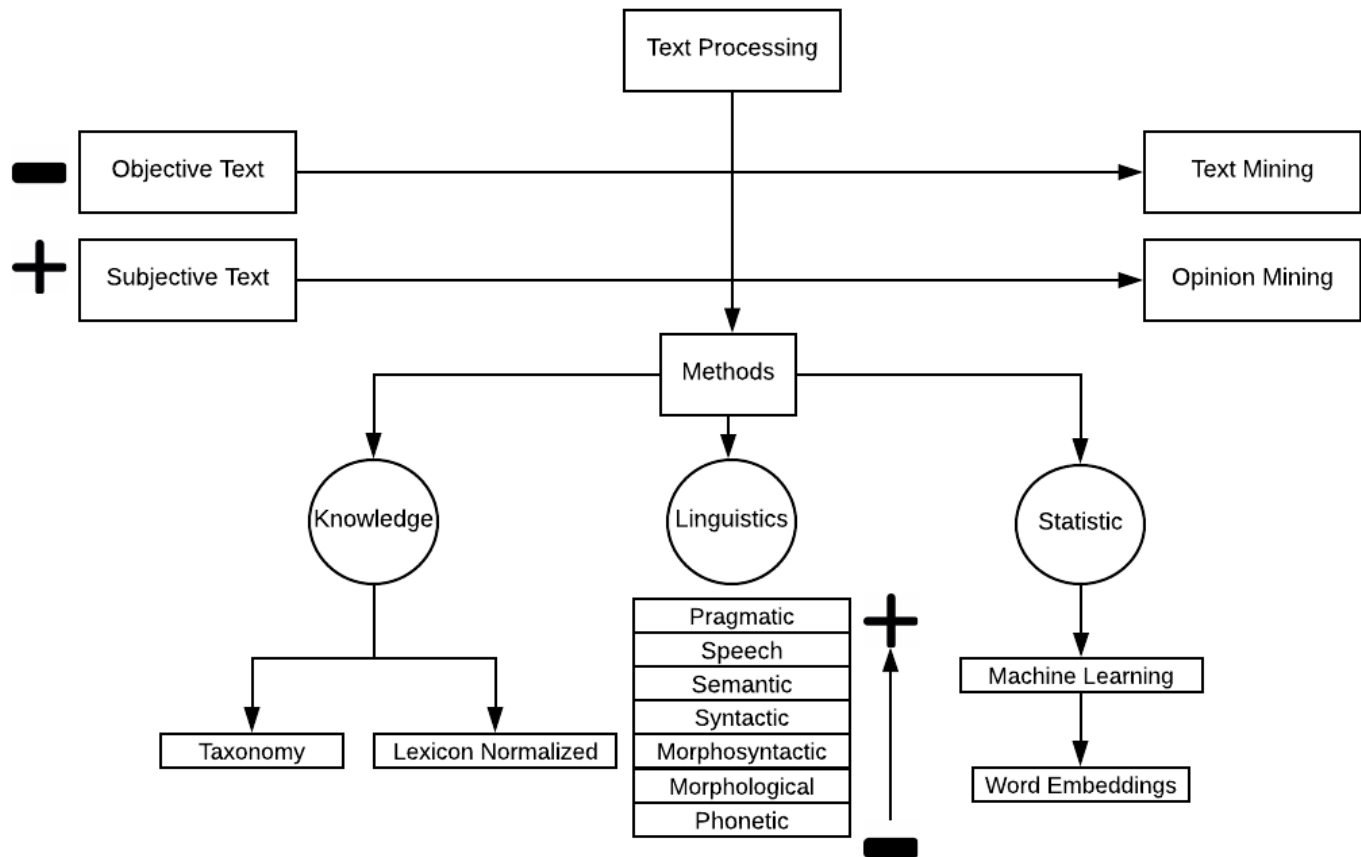 Text Processing
Objective Text
Text Mining
Subjective Text
Opinion Mining
Methods
Knowledge
Linguistics
Statistic
Pragmatic
Speech
Semantic
Syntactic
Morphosyntactic
Morphological
Phonetic
Machine Learning
Taxonomy
Lexicon Normalized
Word Embeddings